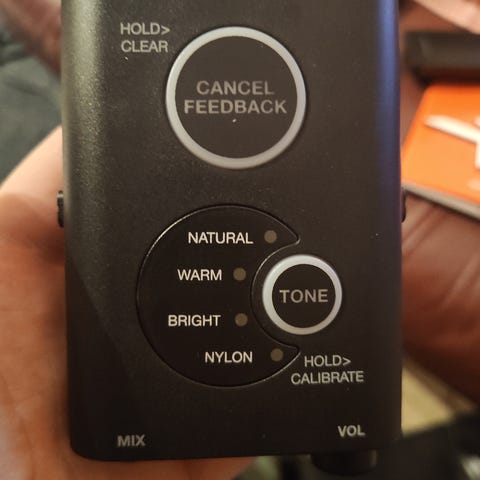 HOLD>
CLEAR
CANCEL
FEEDBACK
NATURAL
WARM
TONE
BRIGHT
NYLON
HOLD>
CALIBRATE
MIX
VOL